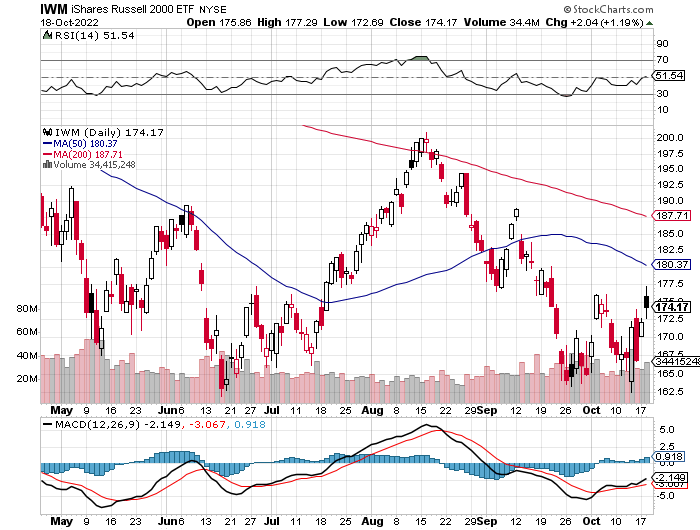 IWM iShares Russell 2000 ETF NYSE © StockCharts.com
18-Oct-2022 Open 175.86 High 177.29 Low 172.69 Close 174.17 Volume 34.4M Chg +2.04 (+1.19%)
RSI(14) 51.54
90
70
51.54
30
10
IWM (Daily) 174.17
MA(50) 180.37
MA(200) 187.71
Volume 34,415,248
200.0
197.5
195.0
192.5
190.0
187.71
185.0
182.5
180.37
177.5
175.0
174.17
172.5
170.0
167.5
34415248
165.0
162.5
80M
60M
40M
20M
May 9 16 23 Jun 6 13 21 27 Jul 11 18 25 Aug 8 15 22 29 Sep 12 19 26 Oct 10 17
MACD(12,26,9) -2.149, -3.067, 0.918
5.0
2.5
0.918
0.0
-2.149
-3.067
-5.0
May 9 16 23 Jun 6 13 21 27 Jul 11 18 25 Aug 8 15 22 29 Sep 12 19 26 Oct 10 17